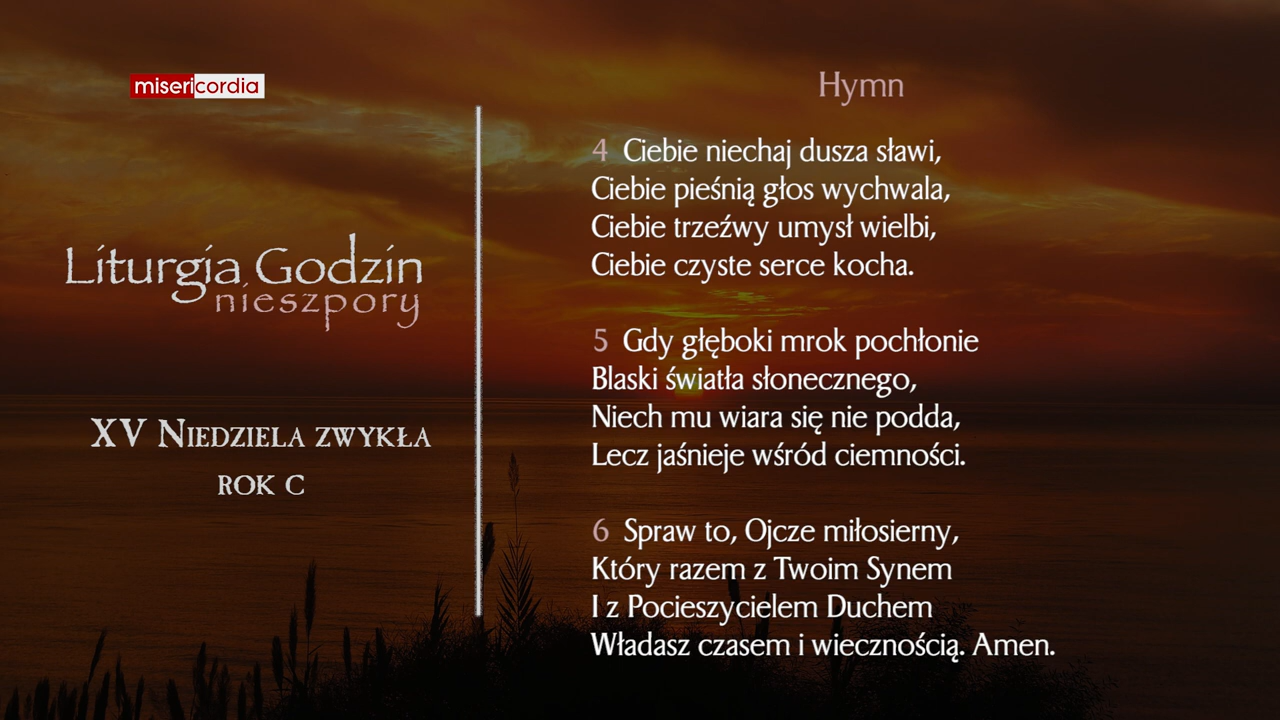 misericordia
Liturgia Godzin
nieszpory
XV Niedziela zwykła
rok C
Hymn
4 Ciebie niechaj dusza sławi,
Ciebie pieśnią głos wychwala,
Ciebie trzeźwy umysł wielbi,
Ciebie czyste serce kocha.
5 Gdy głęboki mrok pochłonie
Blaski światła słonecznego,
Niech mu wiara się nie podda,
Lecz jaśnieje wśród ciemności.
6 Spraw to, Ojcze miłosierny,
Który razem z Twoim Synem
I z Pocieszycielem Duchem
Władasz czasem i wiecznością. Amen.